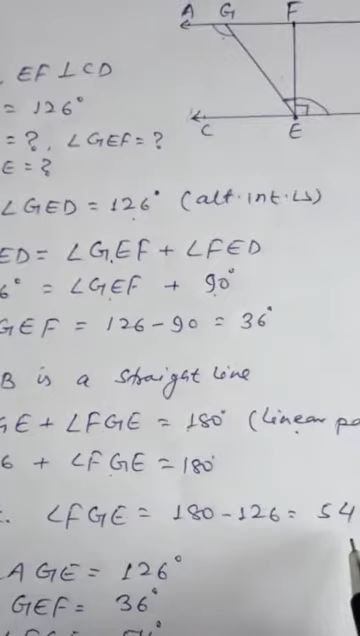 A G F
EF ⊥ CD
= 126°
= ?, ∠GEF = ?
E = ?
C E
∠GED = 126° (alt. int. ∠s)
ED = ∠GEF + ∠FED
6° = ∠GEF + 90°
GEF = 126 - 90 = 36°
B is a straight line
GE + ∠FGE = 180° (Linear pa
6 + ∠FGE = 180°
∴ ∠FGE = 180 - 126 = 54
AGE = 126°
GEF = 36°